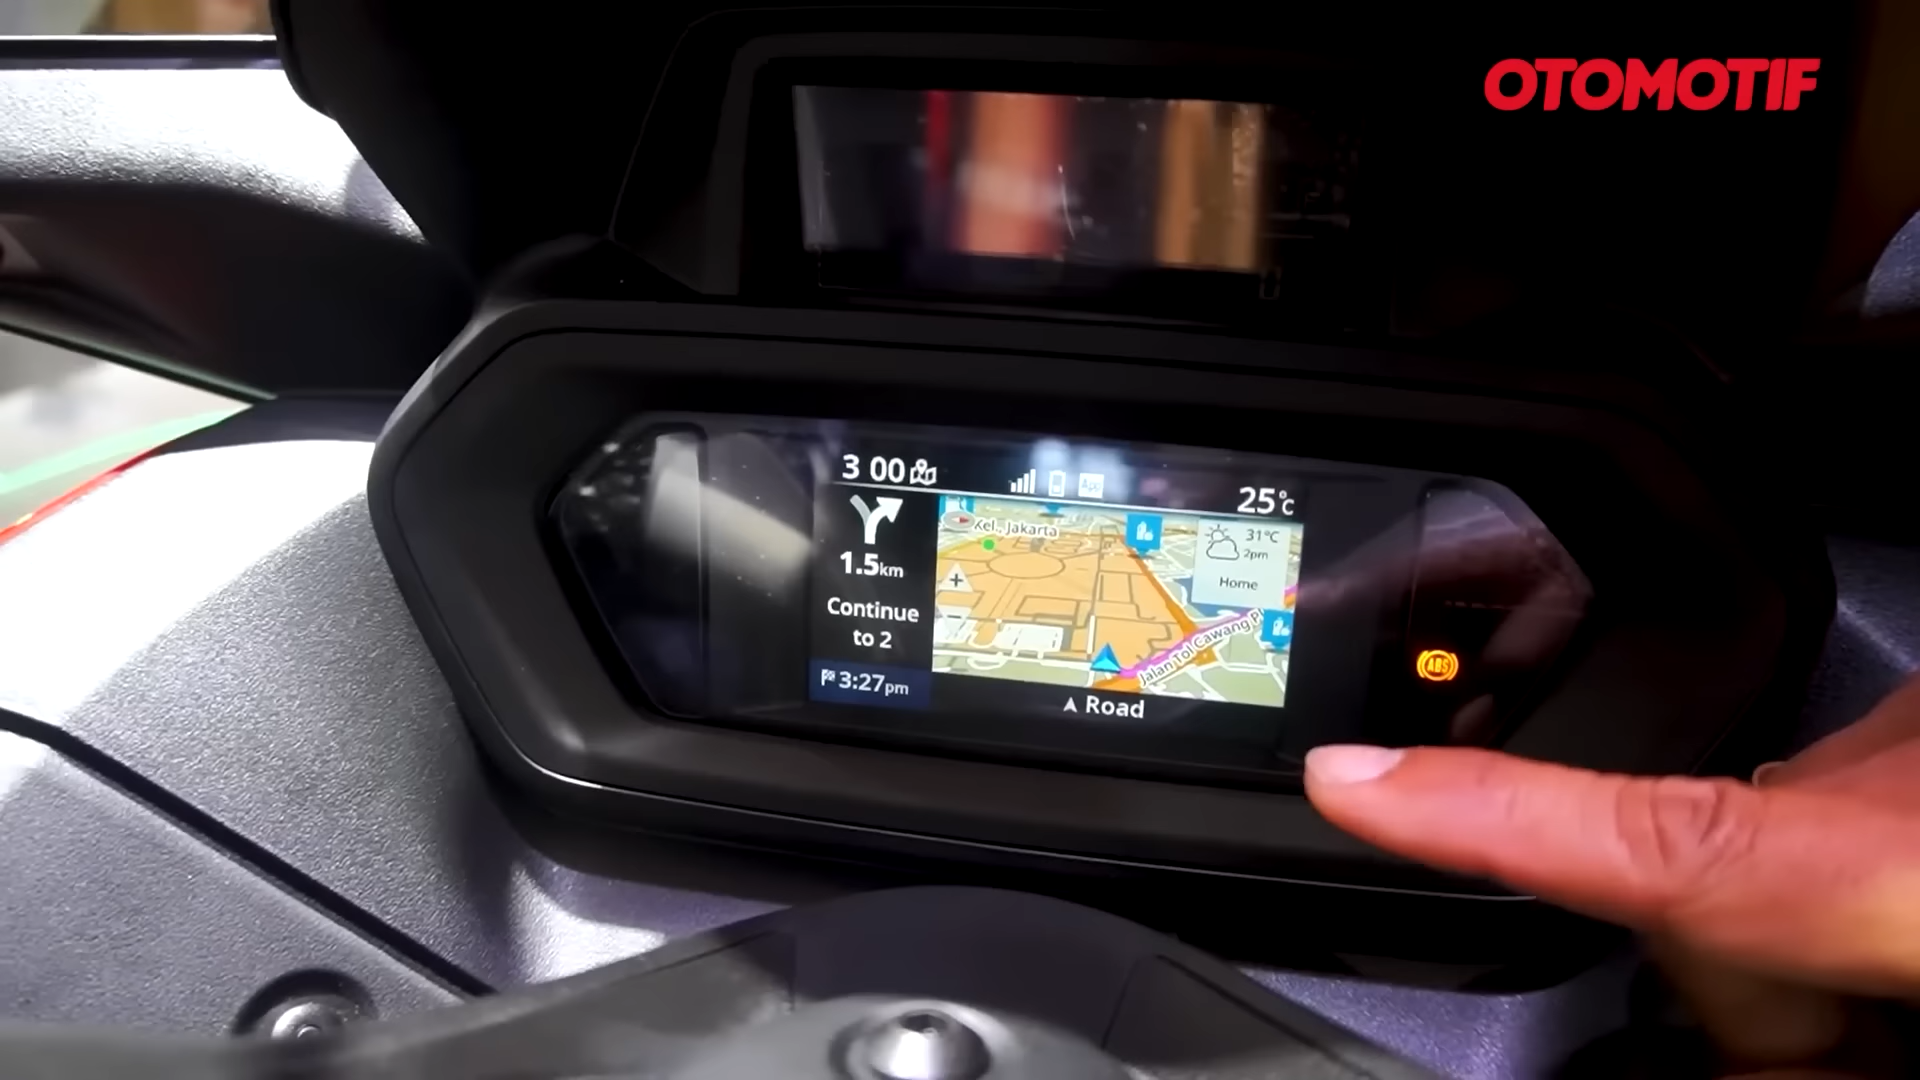 OTOMOTIF
3 00
App
25°c
1.5km
Continue
to 2
3:27pm
Kel., Jakarta
31°C
2pm
Home
Jalan Tol Cawang P
Road
ABS